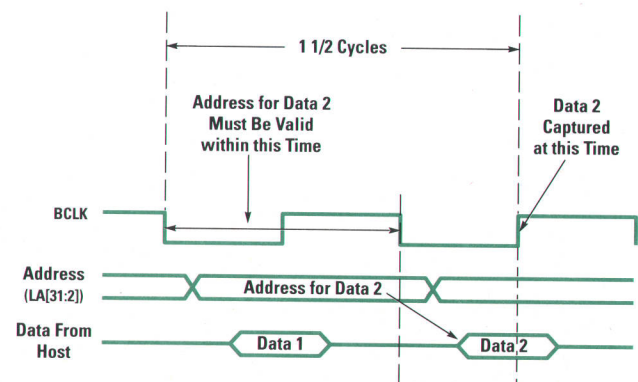 1 1/2 Cycles
Address for Data 2
Must Be Valid
within this Time
Data 2
Captured
at this Time
BCLK
Address
(LA[31:2])
Address for Data 2
Data From
Host
Data 1
Data 2